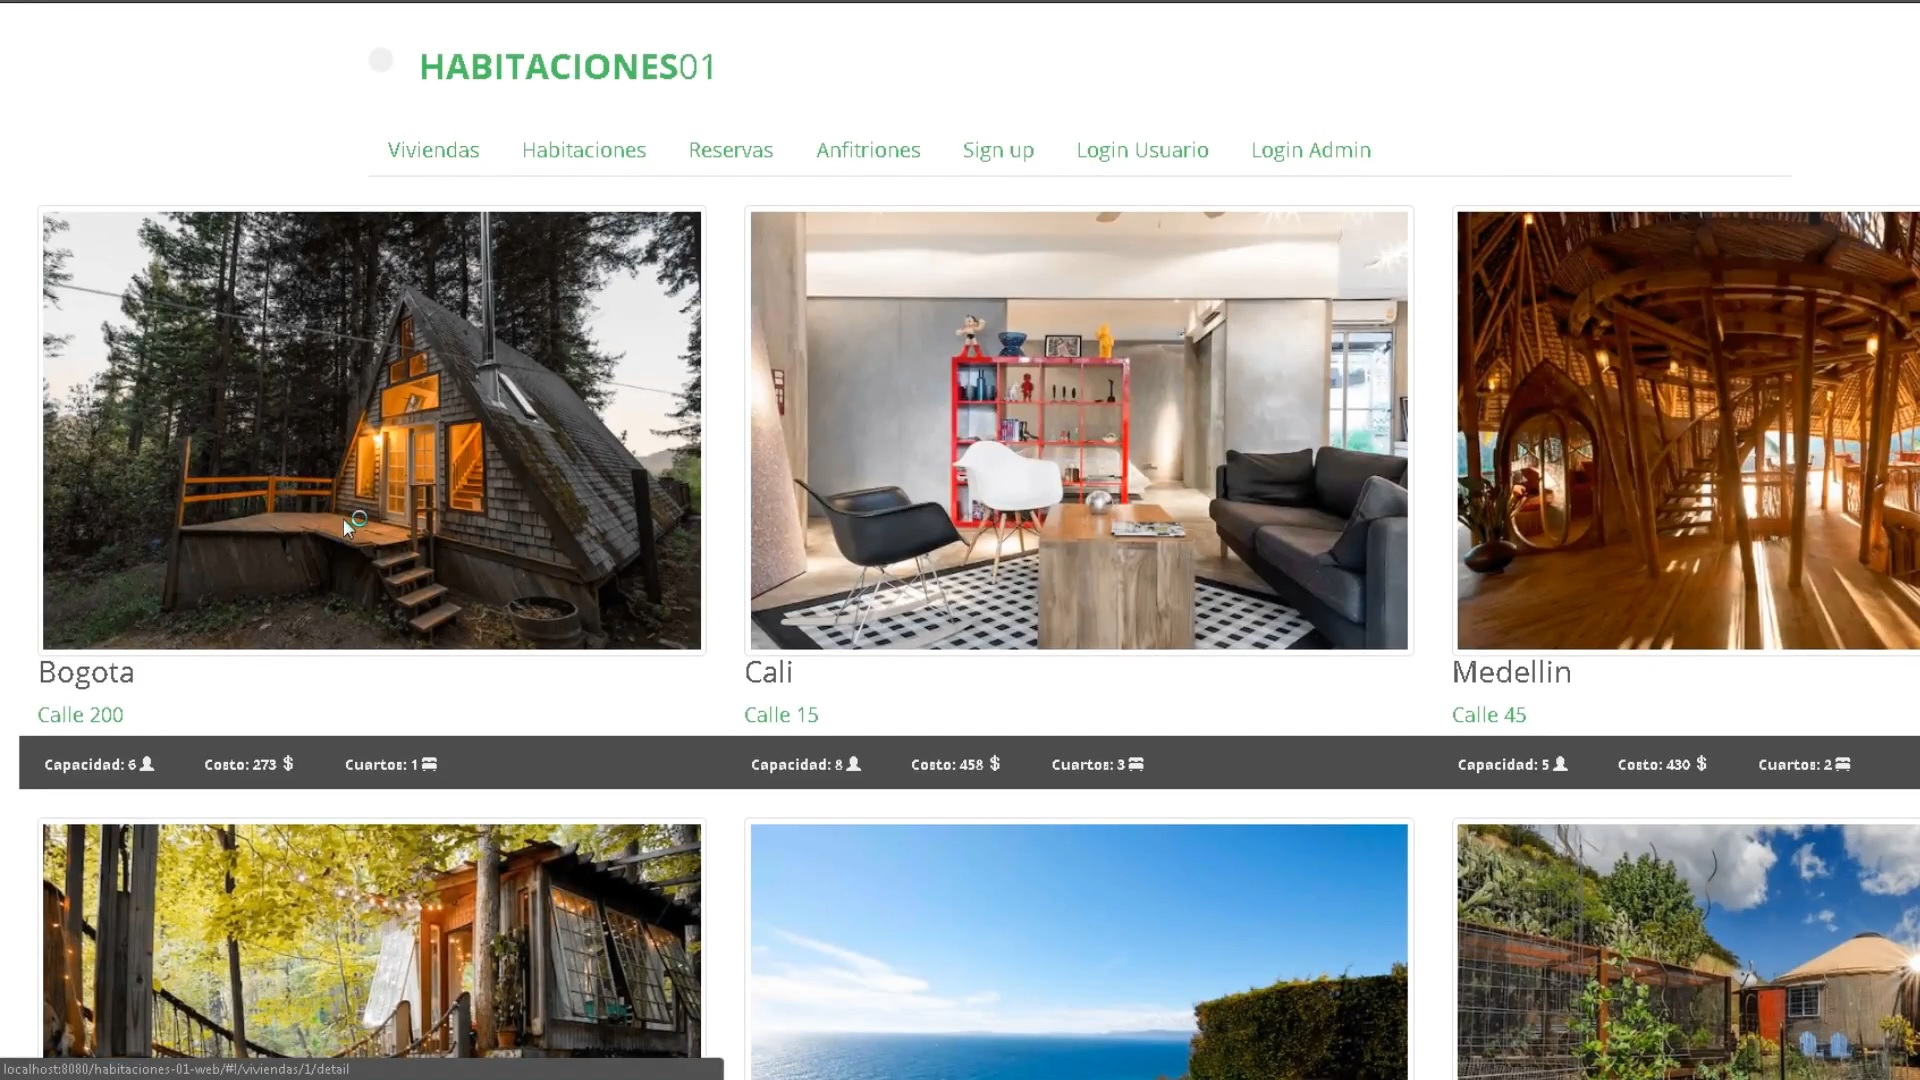 HABITACIONES01
Viviendas Habitaciones Reservas Anfitriones Sign up Login Usuario Login Admin
Bogota Cali Medellin
Calle 200 Calle 15 Calle 45
Capacidad: 6 Costo: 273 $ Cuartos: 1 Capacidad: 8 Costo: 458 $ Cuartos: 3 Capacidad: 5 Costo: 430 $ Cuartos: 2
localhost:8080/habitaciones-01-web/#!/viviendas/1/detail